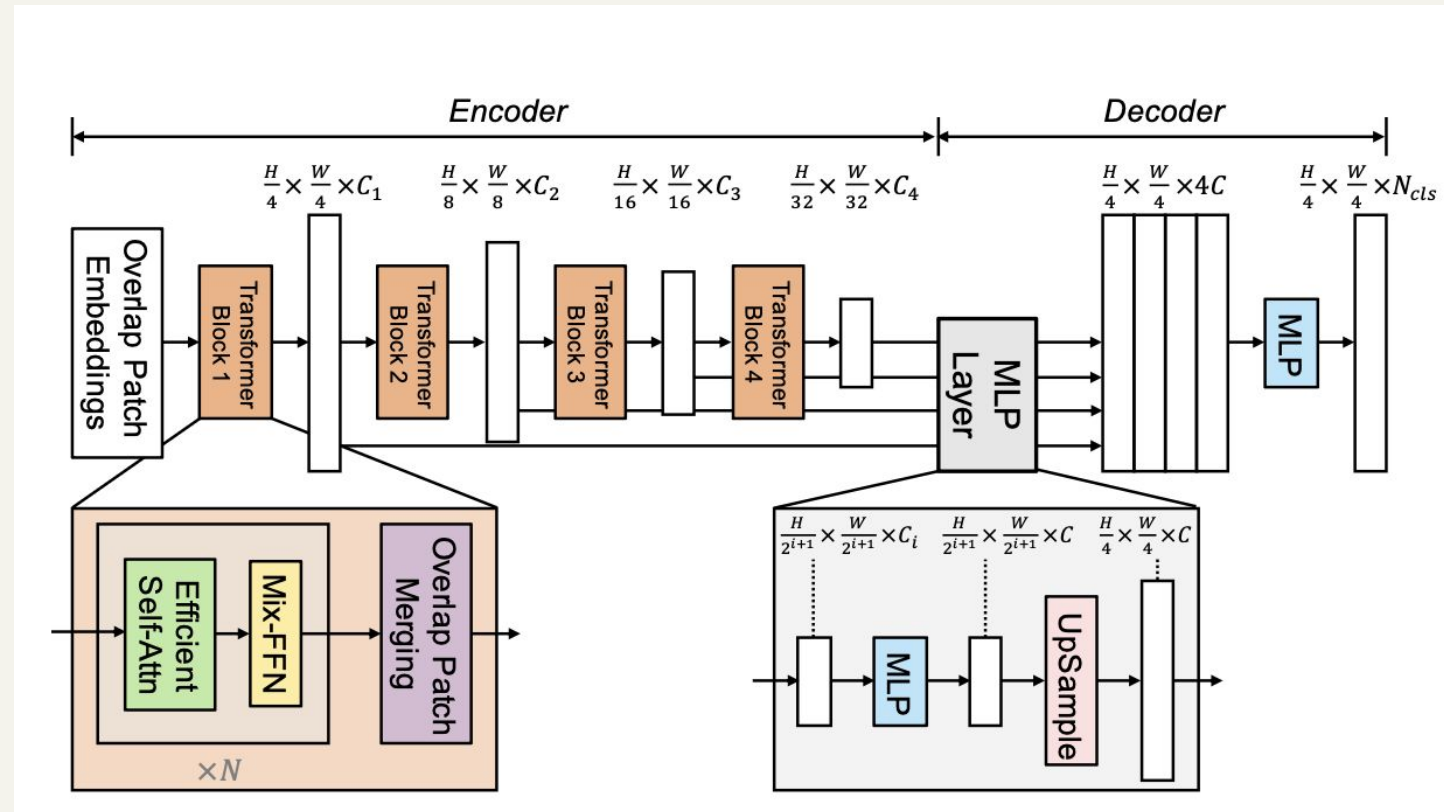 Encoder
Decoder
H/4 × W/4 × C₁
H/8 × W/8 × C₂
H/16 × W/16 × C₃
H/32 × W/32 × C₄
H/4 × W/4 × 4C
H/4 × W/4 × N_cls
Overlap Patch
Embeddings
Transformer
Block 1
Transformer
Block 2
Transformer
Block 3
Transformer
Block 4
MLP
Layer
MLP
Efficient
Self-Attn
Mix-FFN
Overlap Patch
Merging
×N
H/2^{i+1} × W/2^{i+1} × C_i
H/2^{i+1} × W/2^{i+1} × C
H/4 × W/4 × C
MLP
UpSample